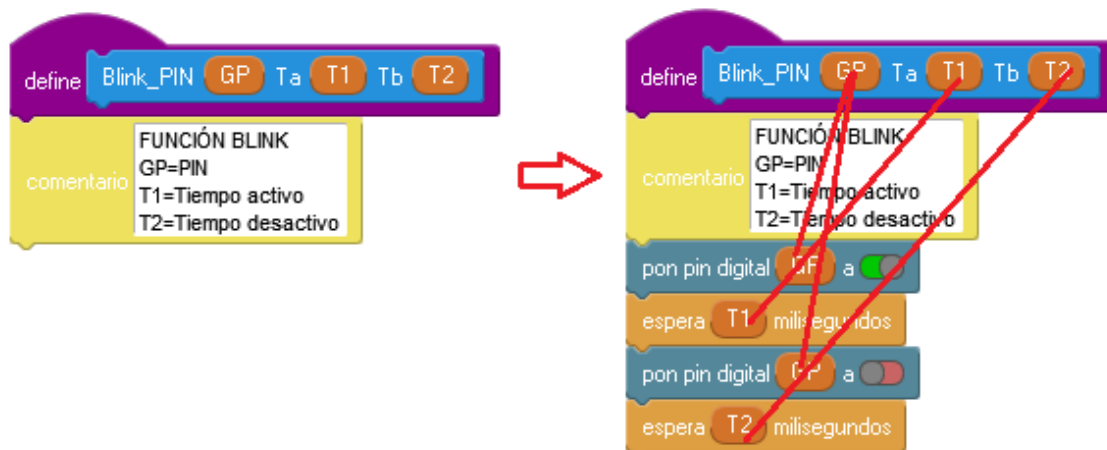 define Blink_PIN GP Ta T1 Tb T2
comentario
FUNCIÓN BLINK
GP=PIN
T1=Tiempo activo
T2=Tiempo desactivo
define Blink_PIN GP Ta T1 Tb T2
comentario
FUNCIÓN BLINK
GP=PIN
T1=Tiempo activo
T2=Tiempo desactivo
pon pin digital GP a
espera T1 milisegundos
pon pin digital GP a
espera T2 milisegundos